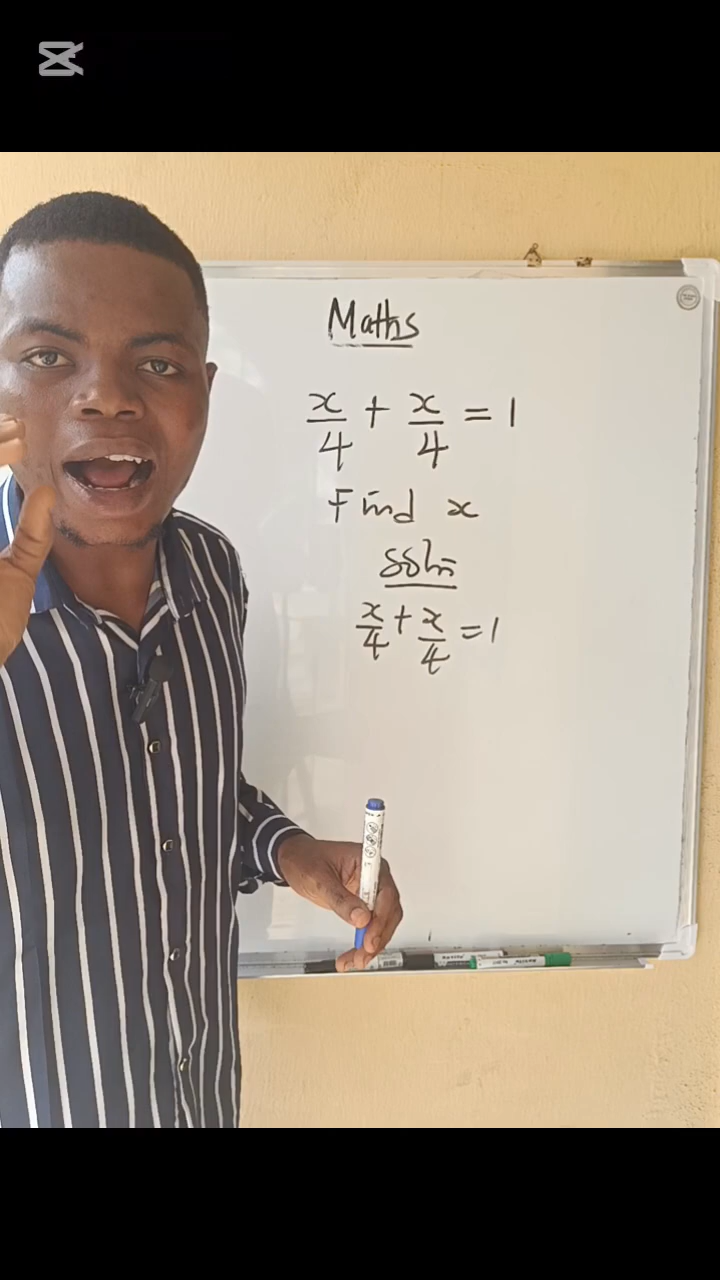 Maths
x/4 + x/4 = 1
Find x
soln
x/4 + x/4 = 1